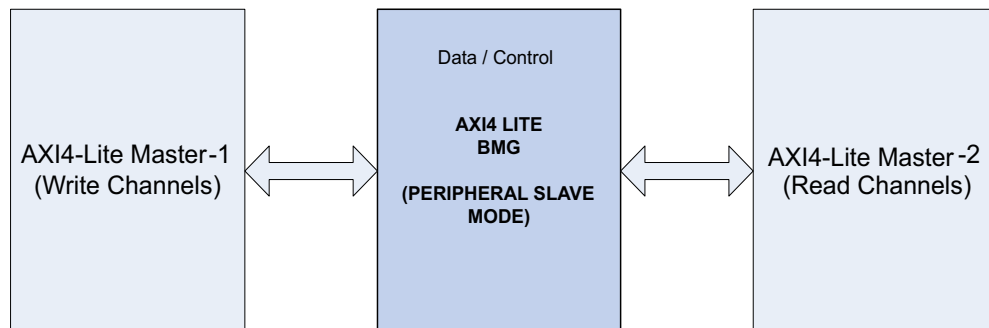 AXI4-Lite Master-1
(Write Channels)
Data / Control
AXI4 LITE
BMG
(PERIPHERAL SLAVE
MODE)
AXI4-Lite Master-2
(Read Channels)